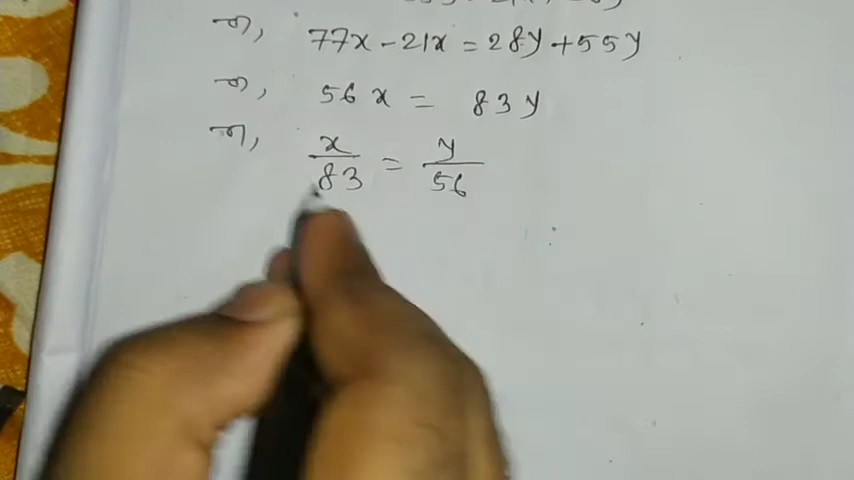 বা, 77x - 21x = 28y + 55y
বা, 56x = 83y
বা, x/83 = y/56